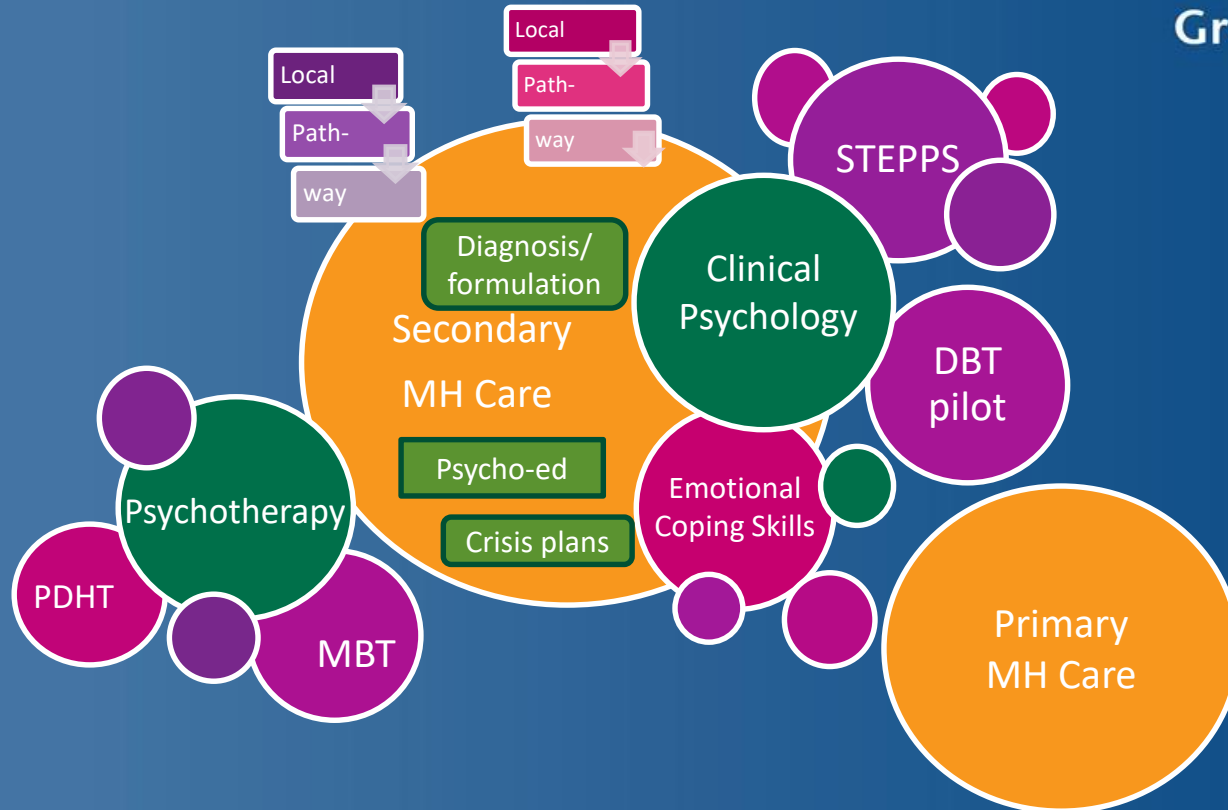 Gr
Local
Path-
way
Local
Path-
way
STEPPS
Diagnosis/
formulation
Clinical
Psychology
Secondary
MH Care
DBT
pilot
Psycho-ed
Emotional
Coping Skills
Crisis plans
Psychotherapy
PDHT
MBT
Primary
MH Care